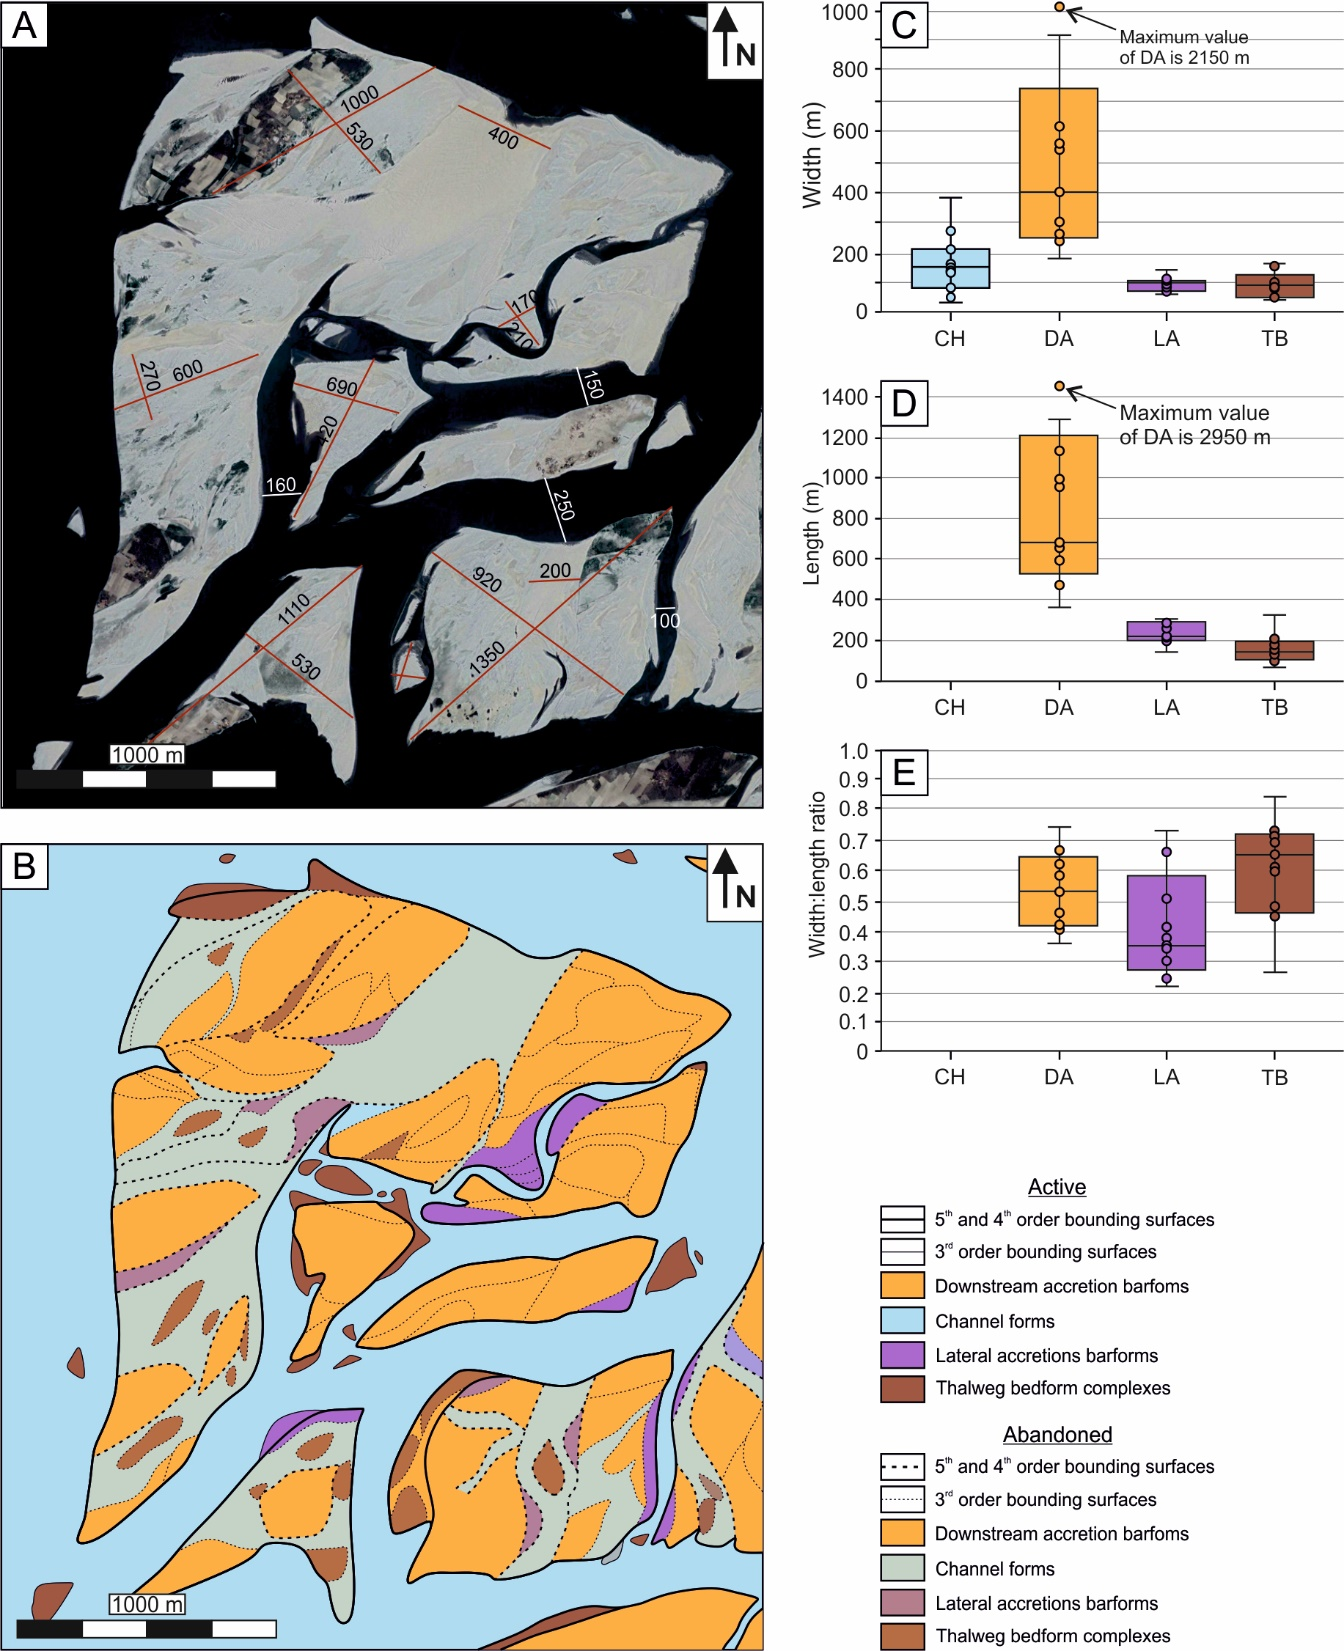 A
N
1000
530
400
170
210
270
600
690
420
150
160
250
920
200
1110
530
1350
100
1000 m
B
N
1000 m
C
Width (m)
1000
800
600
400
200
0
Maximum value
of DA is 2150 m
CH DA LA TB
D
Length (m)
1400
1200
1000
800
600
400
200
0
Maximum value
of DA is 2950 m
CH DA LA TB
E
Width:length ratio
1.0
0.9
0.8
0.7
0.6
0.5
0.4
0.3
0.2
0.1
0
CH DA LA TB
Active
5th and 4th order bounding surfaces
3rd order bounding surfaces
Downstream accretion barfoms
Channel forms
Lateral accretions barforms
Thalweg bedform complexes
Abandoned
5th and 4th order bounding surfaces
3rd order bounding surfaces
Downstream accretion barfoms
Channel forms
Lateral accretions barforms
Thalweg bedform complexes